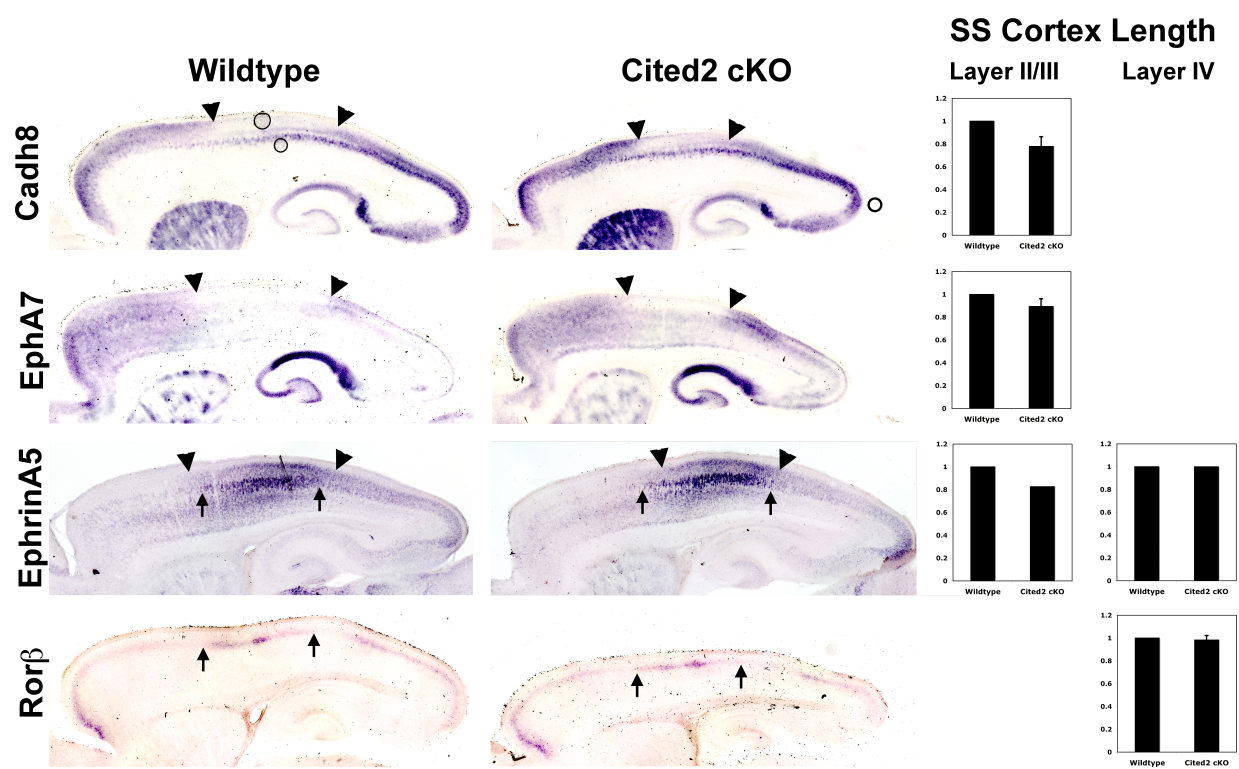 SS Cortex Length
Wildtype
Cited2 cKO
Layer II/III
Layer IV
Cadh8
1.2
1
0.8
0.6
0.4
0.2
0
Wildtype
Cited2 cKO
EphA7
1.2
1
0.8
0.6
0.4
0.2
0
Wildtype
Cited2 cKO
EphrinA5
1.2
1
0.8
0.6
0.4
0.2
0
Wildtype
Cited2 cKO
1.2
1
0.8
0.6
0.4
0.2
0
Wildtype
Cited2 cKO
Rorβ
1.2
1
0.8
0.6
0.4
0.2
0
Wildtype
Cited2 cKO